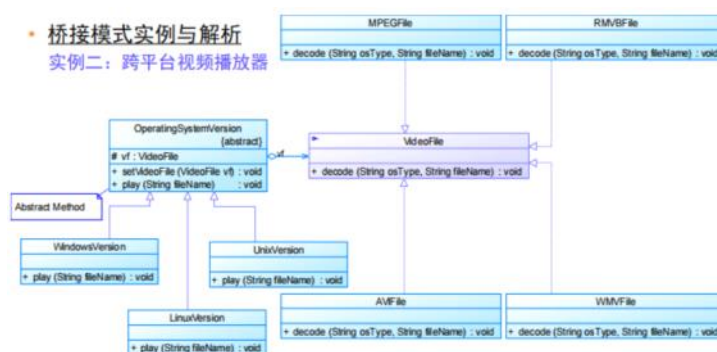 • 桥接模式实例与解析
实例二：跨平台视频播放器
MPEGFile
+ decode (String osType, String fileName) : void
RMVBFile
+ decode (String osType, String fileName) : void
OperatingSystemVersion
{abstract}
# vf : VideoFile
+ setVideoFile (VideoFile vf) : void
+ play (String fileName) : void
vf
VideoFile
+ decode (String osType, String fileName) : void
Abstract Method
WindowsVersion
+ play (String fileName) : void
UnixVersion
+ play (String fileName) : void
LinuxVersion
+ play (String fileName) : void
AVIFile
+ decode (String osType, String fileName) : void
WMVFile
+ decode (String osType, String fileName) : void